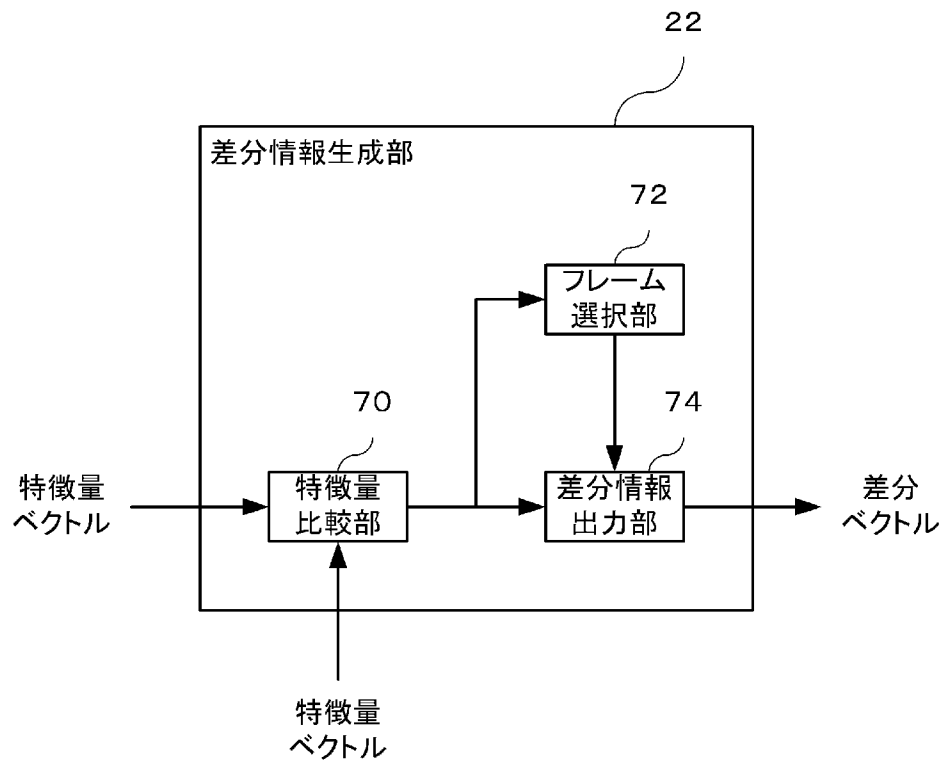 22
差分情報生成部
72
フレーム
選択部
70
74
特徴量
ベクトル
特徴量
比較部
差分情報
出力部
差分
ベクトル
特徴量
ベクトル